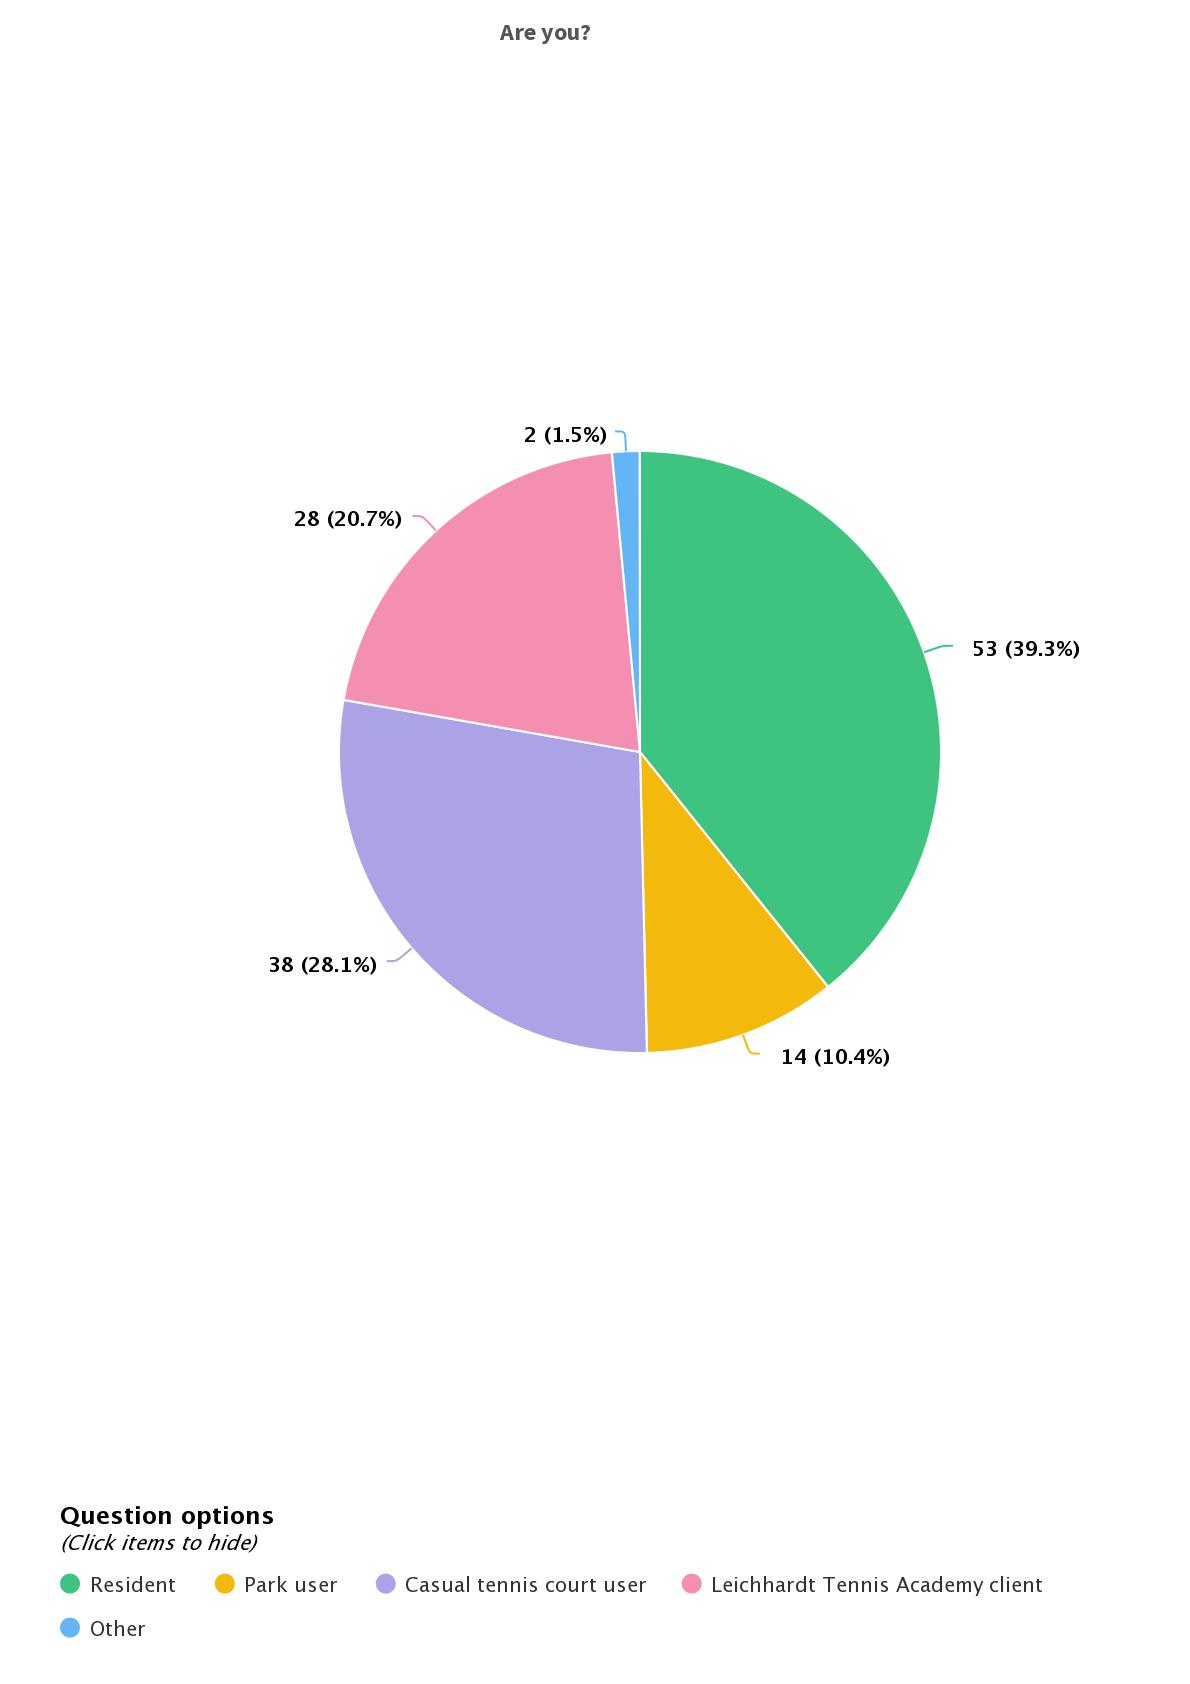 Are you?
2 (1.5%)
28 (20.7%)
53 (39.3%)
38 (28.1%)
14 (10.4%)
Question options
(Click items to hide)
Resident Park user Casual tennis court user Leichhardt Tennis Academy client
Other